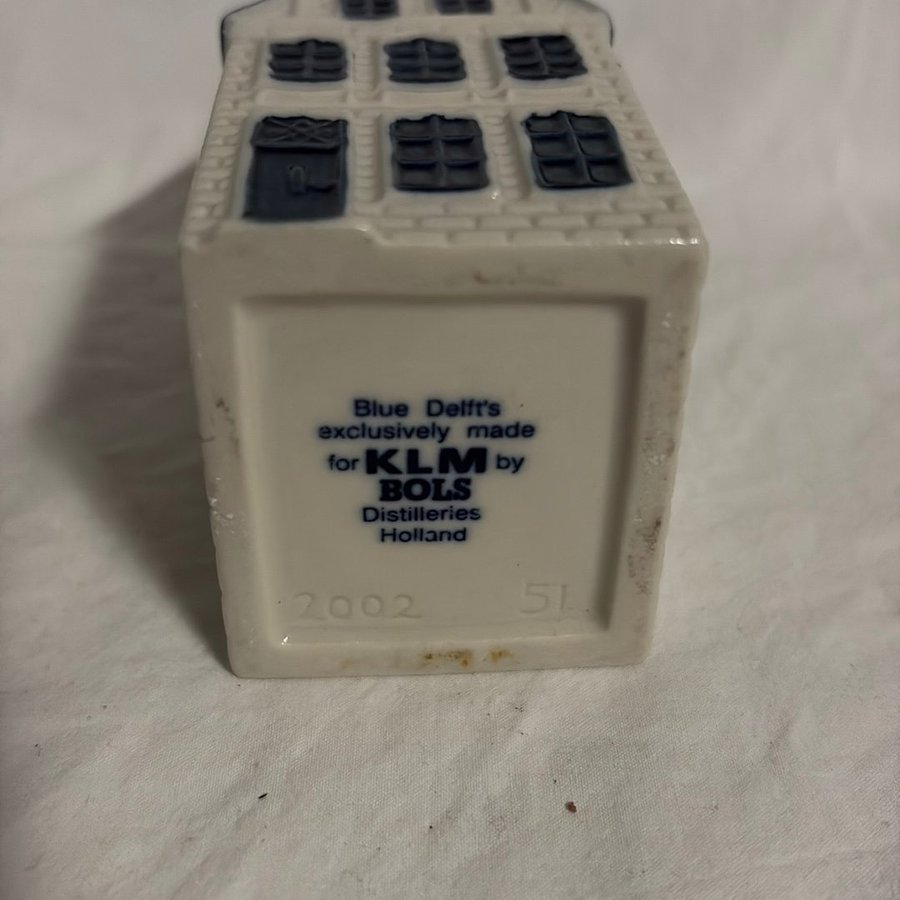 Blue Delft's
exclusively made
for KLM by
BOLS
Distilleries
Holland
2002 51